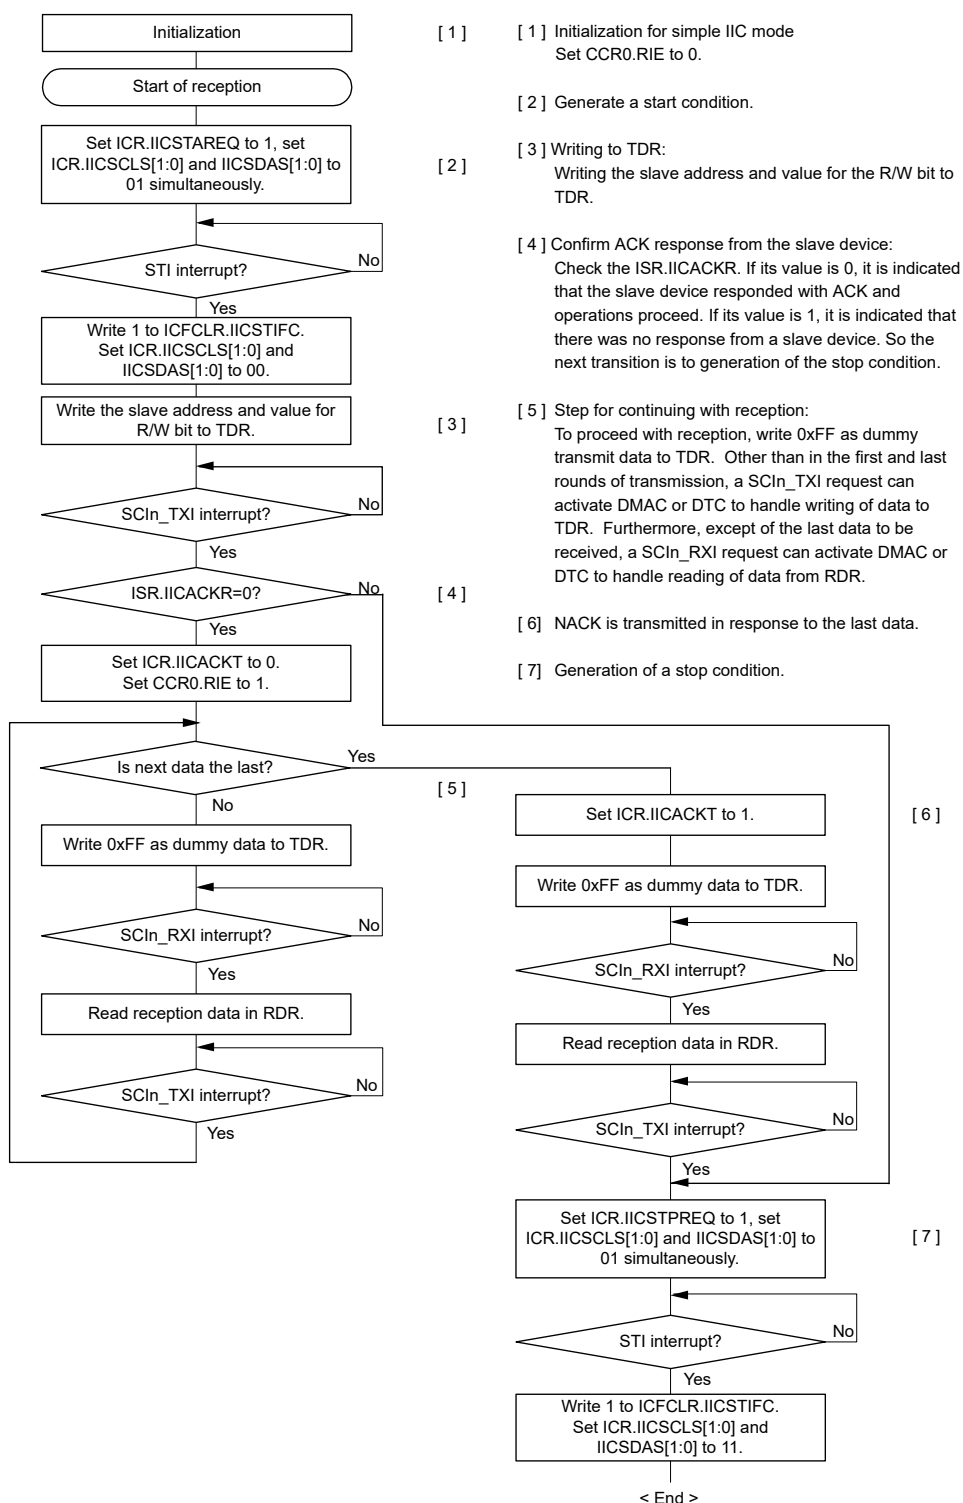 Initialization
[ 1 ]
Start of reception
Set ICR.IICSTAREQ to 1, set
ICR.IICSCLS[1:0] and IICSDAS[1:0] to
01 simultaneously.
[ 2 ]
STI interrupt?
No
Yes
Write 1 to ICFCLR.IICSTIFC.
Set ICR.IICSCLS[1:0] and
IICSDAS[1:0] to 00.
Write the slave address and value for
R/W bit to TDR.
[ 3 ]
SCIn_TXI interrupt?
No
Yes
ISR.IICACKR=0?
No
[ 4 ]
Yes
Set ICR.IICACKT to 0.
Set CCR0.RIE to 1.
Is next data the last?
Yes
[ 5 ]
No
Write 0xFF as dummy data to TDR.
SCIn_RXI interrupt?
No
Yes
Read reception data in RDR.
SCIn_TXI interrupt?
No
Yes
[ 1 ] Initialization for simple IIC mode
Set CCR0.RIE to 0.
[ 2 ] Generate a start condition.
[ 3 ] Writing to TDR:
Writing the slave address and value for the R/W bit to
TDR.
[ 4 ] Confirm ACK response from the slave device:
Check the ISR.IICACKR. If its value is 0, it is indicated
that the slave device responded with ACK and
operations proceed. If its value is 1, it is indicated that
there was no response from a slave device. So the
next transition is to generation of the stop condition.
[ 5 ] Step for continuing with reception:
To proceed with reception, write 0xFF as dummy
transmit data to TDR.  Other than in the first and last
rounds of transmission, a SCIn_TXI request can
activate DMAC or DTC to handle writing of data to
TDR.  Furthermore, except of the last data to be
received, a SCIn_RXI request can activate DMAC or
DTC to handle reading of data from RDR.
[ 6] NACK is transmitted in response to the last data.
[ 7] Generation of a stop condition.
Set ICR.IICACKT to 1.
[ 6 ]
Write 0xFF as dummy data to TDR.
SCIn_RXI interrupt?
No
Yes
Read reception data in RDR.
SCIn_TXI interrupt?
No
Yes
Set ICR.IICSTPREQ to 1, set
ICR.IICSCLS[1:0] and IICSDAS[1:0] to
01 simultaneously.
[ 7 ]
STI interrupt?
No
Yes
Write 1 to ICFCLR.IICSTIFC.
Set ICR.IICSCLS[1:0] and
IICSDAS[1:0] to 11.
< End >